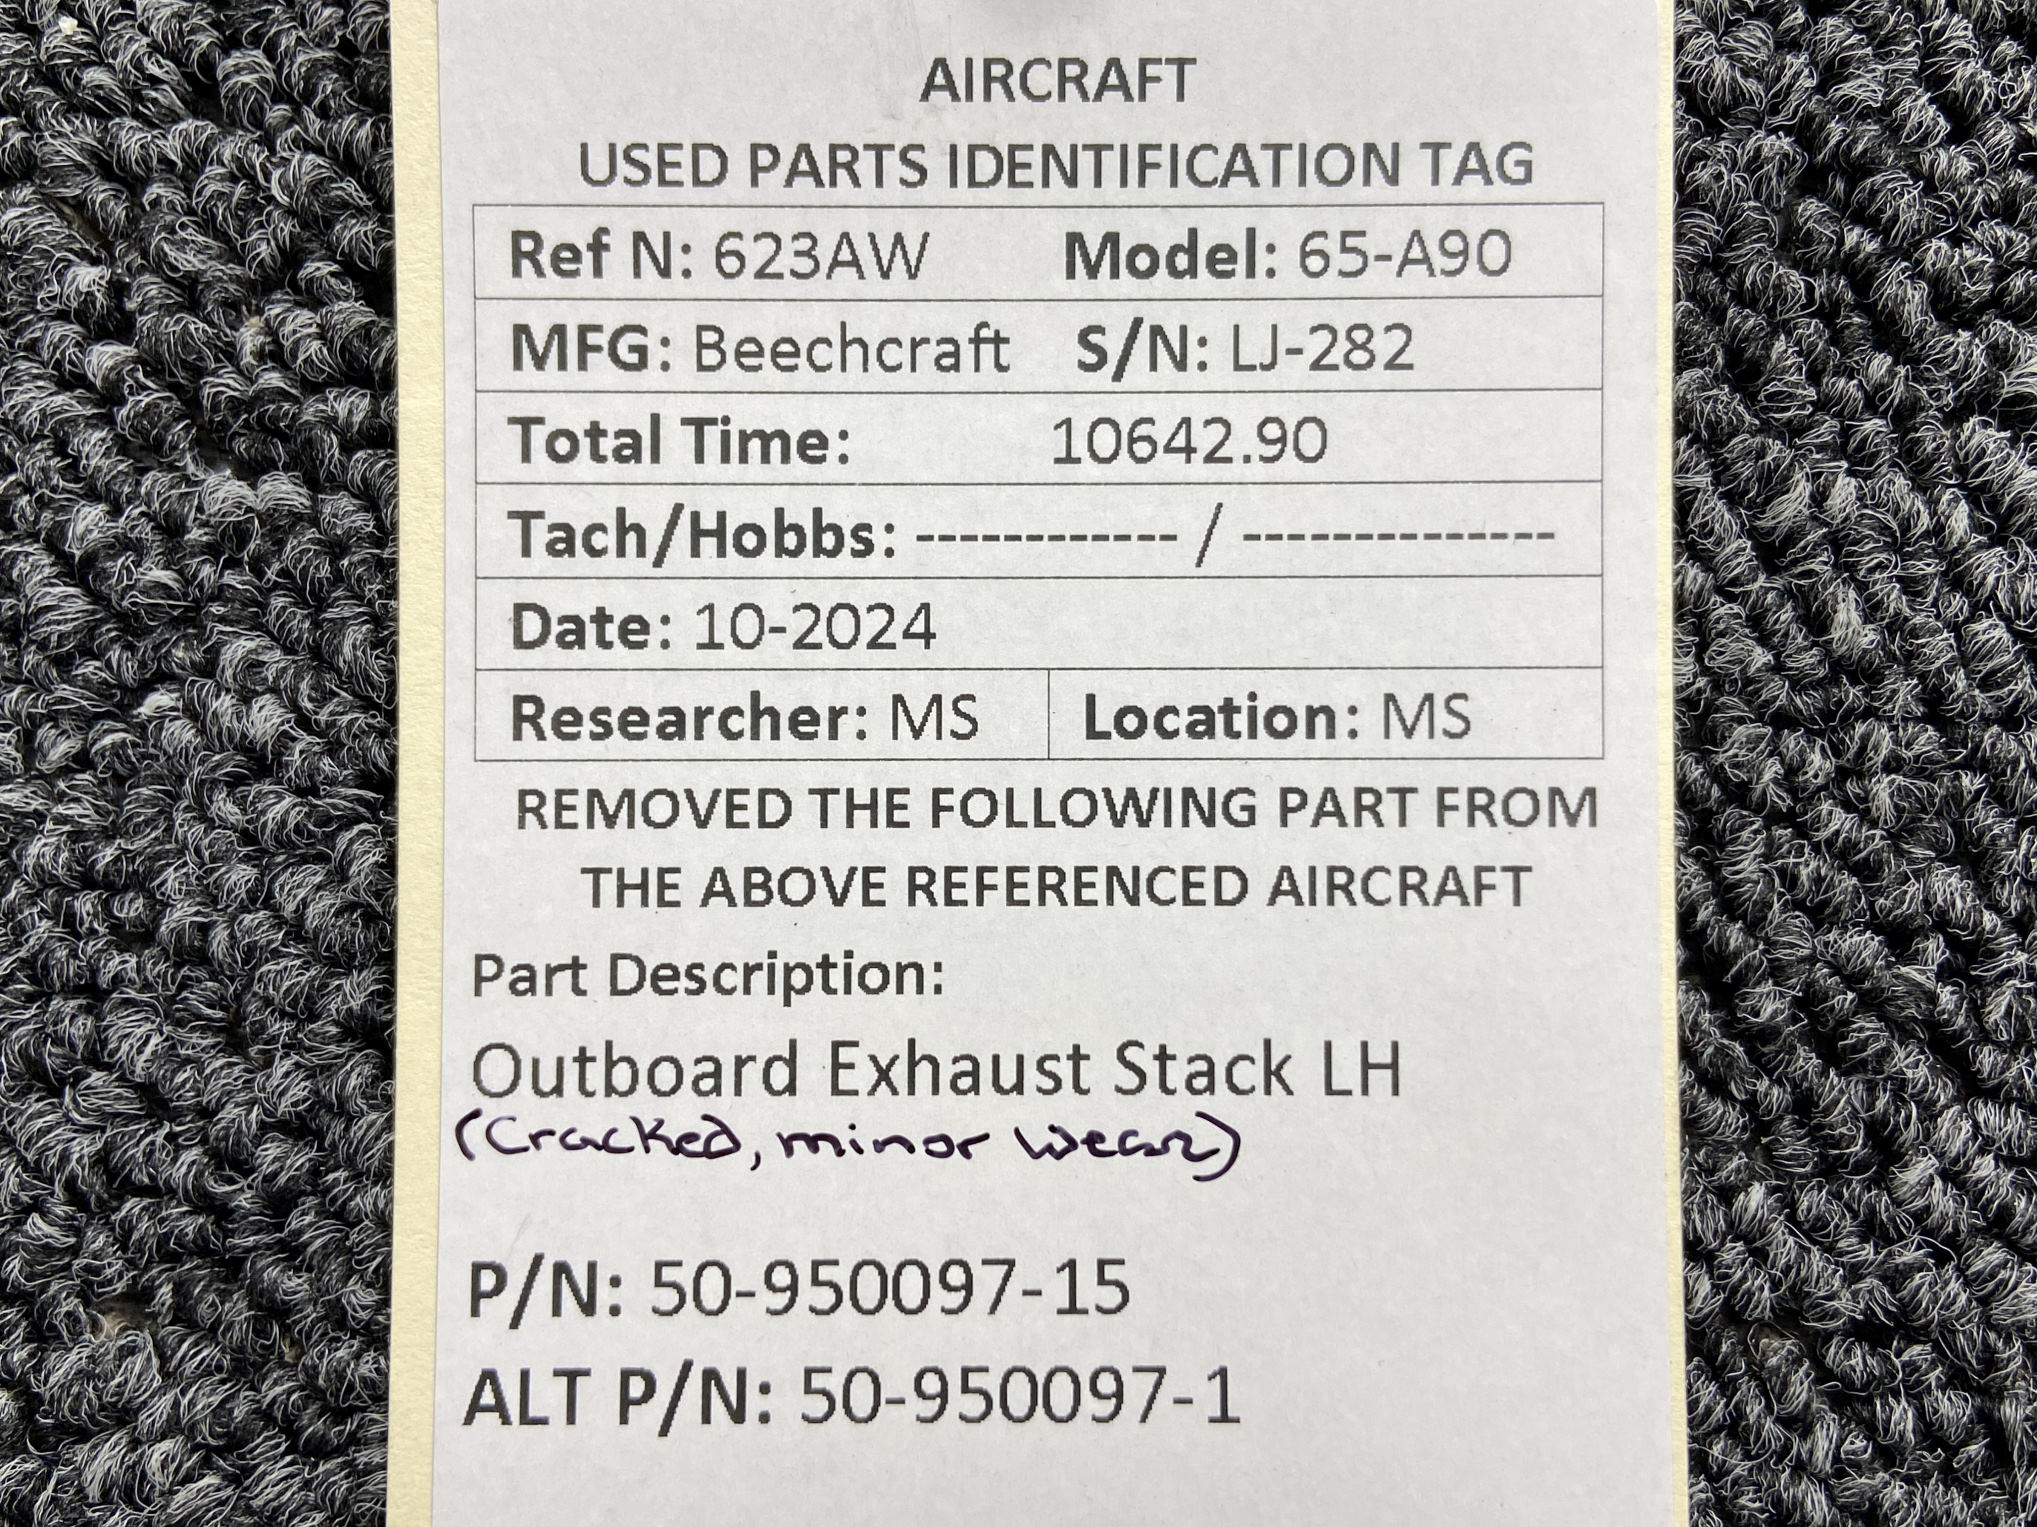 AIRCRAFT
USED PARTS IDENTIFICATION TAG
Ref N: 623AW Model: 65-A90
MFG: Beechcraft S/N: LJ-282
Total Time: 10642.90
Tach/Hobbs: ------------ / --------------
Date: 10-2024
Researcher: MS Location: MS
REMOVED THE FOLLOWING PART FROM
THE ABOVE REFERENCED AIRCRAFT
Part Description:
Outboard Exhaust Stack LH
(Cracked, minor wear)
P/N: 50-950097-15
ALT P/N: 50-950097-1